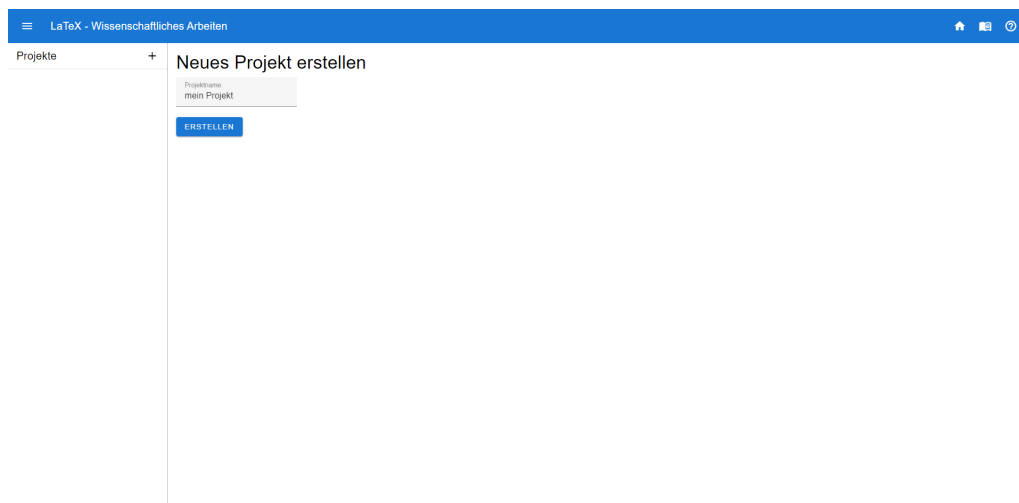 LaTeX - Wissenschaftliches Arbeiten
Projekte +
Neues Projekt erstellen
Projektname
mein Projekt
ERSTELLEN